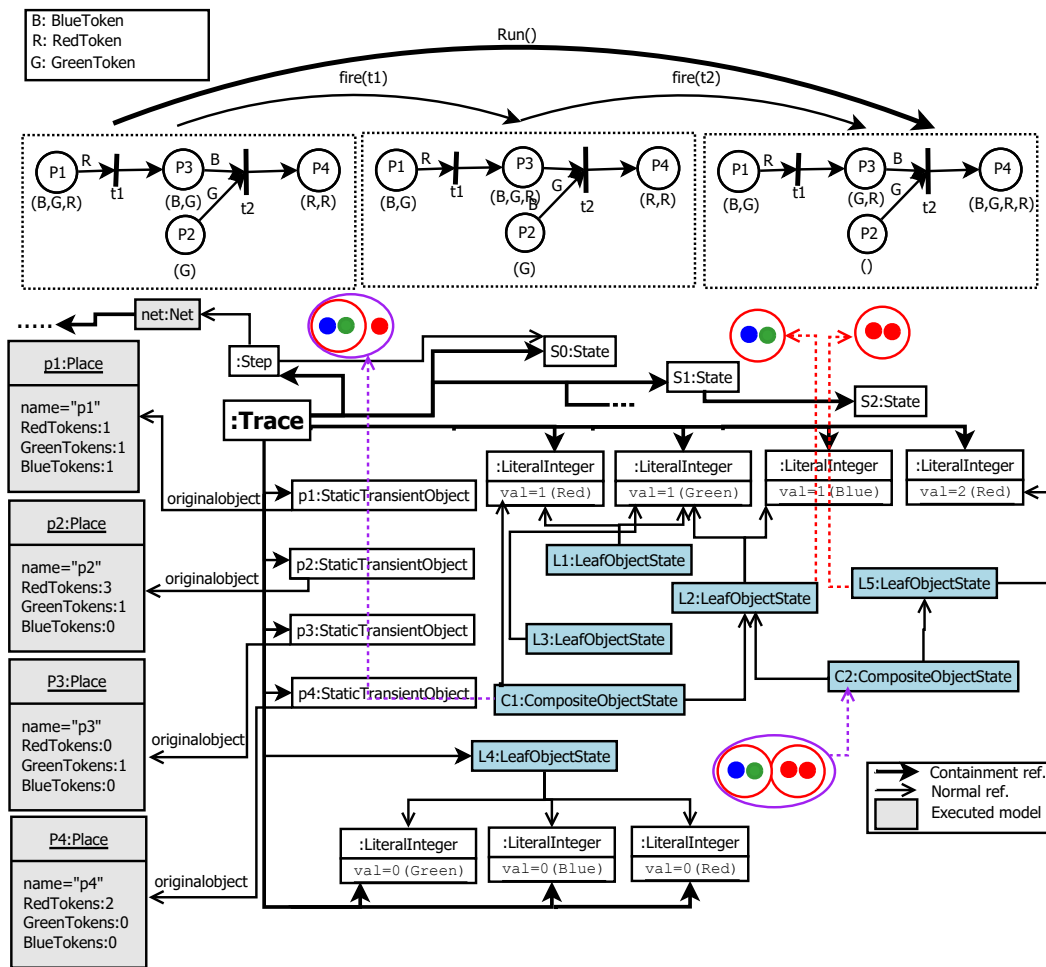 B: BlueToken
R: RedToken
G: GreenToken
Run()
fire(t1)
fire(t2)
P1
R
t1
P3
B
G
t2
P4
P2
(B,G,R)
(B,G)
(R,R)
(G)
P1
R
t1
P3
B
G
t2
P4
P2
(B,G)
(B,G,R)
(R,R)
(G)
P1
R
t1
P3
B
G
t2
P4
P2
(B,G)
(G,R)
(B,G,R,R)
()
.....
net:Net
:Step
S0:State
S1:State
...
S2:State
:Trace
p1:Place
name="p1"
RedTokens:1
GreenTokens:1
BlueTokens:1
p2:Place
name="p2"
RedTokens:3
GreenTokens:1
BlueTokens:0
P3:Place
name="p3"
RedTokens:0
GreenTokens:1
BlueTokens:0
P4:Place
name="p4"
RedTokens:2
GreenTokens:0
BlueTokens:0
originalobject
originalobject
originalobject
originalobject
p1:StaticTransientObject
p2:StaticTransientObject
p3:StaticTransientObject
p4:StaticTransientObject
:LiteralInteger
val=1(Red)
:LiteralInteger
val=1(Green)
:LiteralInteger
val=1(Blue)
:LiteralInteger
val=2(Red)
L1:LeafObjectState
L2:LeafObjectState
L5:LeafObjectState
L3:LeafObjectState
C1:CompositeObjectState
C2:CompositeObjectState
L4:LeafObjectState
:LiteralInteger
val=0(Green)
:LiteralInteger
val=0(Blue)
:LiteralInteger
val=0(Red)
Containment ref.
Normal ref.
Executed model